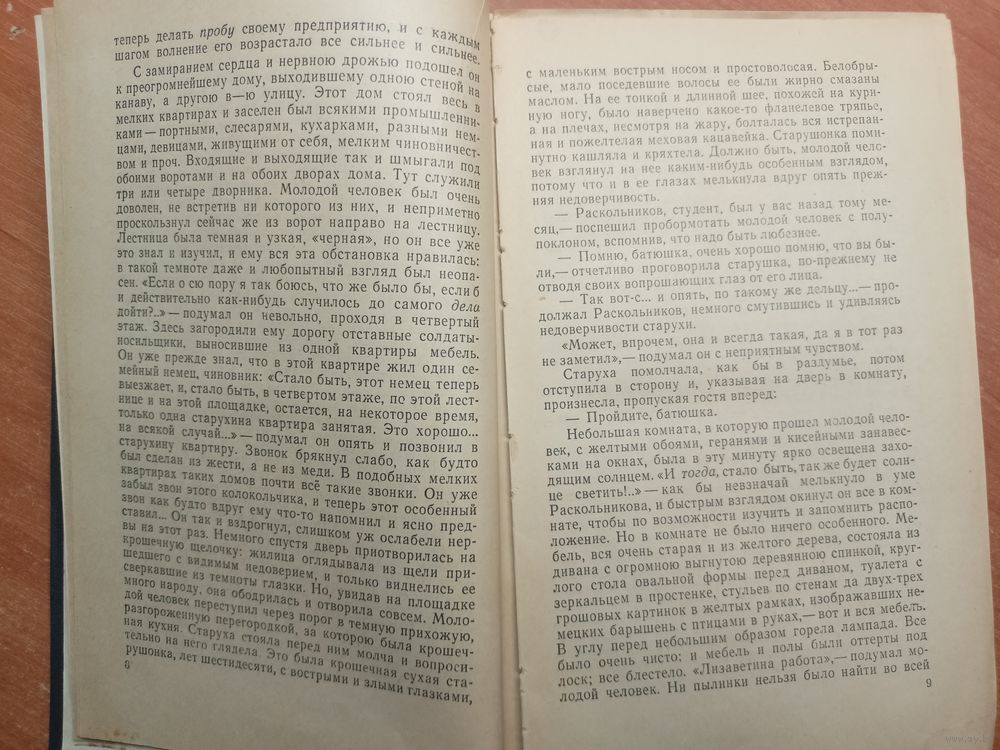 теперь делать пробу своему предприятию, и с каждым
шагом волнение его возрастало все сильнее и сильнее.
С замиранием сердца и нервною дрожью подошел он
к преогромнейшему дому, выходившему одною стеной на
канаву, а другою в—ю улицу. Этот дом стоял весь в
мелких квартирах и заселен был всякими промышленни-
ками — портными, слесарями, кухарками, разными нем-
цами, девицами, живущими от себя, мелким чиновничест-
вом и проч. Входящие и выходящие так и шмыгали под
обоими воротами и на обоих дворах дома. Тут служили
три или четыре дворника. Молодой человек был очень
доволен, не встретив ни которого из них, и неприметно
проскользнул сейчас же из ворот направо на лестницу.
Лестница была темная и узкая, «черная», но он все уже
это знал и изучил, и ему вся эта обстановка нравилась:
в такой темноте даже и любопытный взгляд был неопа-
сен. «Если о сю пору я так боюсь, что же было бы, если б
и действительно как-нибудь случилось до самого дела
дойти?..» — подумал он невольно, проходя в четвертый
этаж. Здесь загородили ему дорогу отставные солдаты-
носильщики, выносившие из одной квартиры мебель.
Он уже прежде знал, что в этой квартире жил один се-
мейный немец, чиновник: «Стало быть, этот немец теперь
выезжает, и, стало быть, в четвертом этаже, по этой лест-
нице и на этой площадке, остается, на некоторое время,
только одна старухина квартира занятая. Это хорошо...
на всякой случай...» — подумал он опять и позвонил в
старухину квартиру. Звонок брякнул слабо, как будто
был сделан из жести, а не из меди. В подобных мелких
квартирах таких домов почти всё такие звонки. Он уже
забыл звон этого колокольчика, и теперь этот особенный
звон как будто вдруг ему что-то напомнил и ясно пред-
ставил... Он так и вздрогнул, слишком уж ослабели нер-
вы на этот раз. Немного спустя дверь приотворилась на
крошечную щелочку: жилица оглядывала из щели при-
шедшего с видимым недоверием, и только виднелись ее
сверкавшие из темноты глазки. Но, увидав на площадке
много народу, она ободрилась и отворила совсем. Моло-
дой человек переступил через порог в темную прихожую,
разгороженную перегородкой, за которою была крошеч-
ная кухня. Старуха стояла перед ним молча и вопроси-
тельно на него глядела. Это была крошечная сухая ста-
рушонка, лет шестидесяти, с вострыми и злыми глазками,
8
с маленьким вострым носом и простоволосая. Белобры-
сые, мало поседевшие волосы ее были жирно смазаны
маслом. На ее тонкой и длинной шее, похожей на кури-
ную ногу, было наверчено какое-то фланелевое тряпье,
а на плечах, несмотря на жару, болталась вся истрепан-
ная и пожелтелая меховая кацавейка. Старушонка поми-
нутно кашляла и кряхтела. Должно быть, молодой чело-
век взглянул на нее каким-нибудь особенным взглядом,
потому что и в ее глазах мелькнула вдруг опять преж-
няя недоверчивость.
— Раскольников, студент, был у вас назад тому ме-
сяц,— поспешил пробормотать молодой человек с полу-
поклоном, вспомнив, что надо быть любезнее.
— Помню, батюшка, очень хорошо помню, что вы бы-
ли,— отчетливо проговорила старушка, по-прежнему не
отводя своих вопрошающих глаз от его лица.
— Так вот-с... и опять, по такому же дельцу...— про-
должал Раскольников, немного смутившись и удивляясь
недоверчивости старухи.
«Может, впрочем, она и всегда такая, да я в тот раз
не заметил»,— подумал он с неприятным чувством.
Старуха помолчала, как бы в раздумье, потом
отступила в сторону и, указывая на дверь в комнату,
произнесла, пропуская гостя вперед:
— Пройдите, батюшка.
Небольшая комната, в которую прошел молодой чело-
век, с желтыми обоями, геранями и кисейными занавес-
ками на окнах, была в эту минуту ярко освещена захо-
дящим солнцем. «И тогда, стало быть, так же будет солн-
це светить!..» — как бы невзначай мелькнуло в уме
Раскольникова, и быстрым взглядом окинул он все в ком-
нате, чтобы по возможности изучить и запомнить распо-
ложение. Но в комнате не было ничего особенного. Ме-
бель, вся очень старая и из желтого дерева, состояла из
дивана с огромною выгнутою деревянною спинкой, круг-
лого стола овальной формы перед диваном, туалета с
зеркальцем в простенке, стульев по стенам да двух-трех
грошовых картинок в желтых рамках, изображавших не-
мецких барышень с птицами в руках,— вот и вся мебель.
В углу перед небольшим образом горела лампада. Все
было очень чисто: и мебель и полы были оттерты под
лоск; все блестело. «Лизаветина работа»,— подумал мо-
лодой человек. Ни пылинки нельзя было найти во всей
9